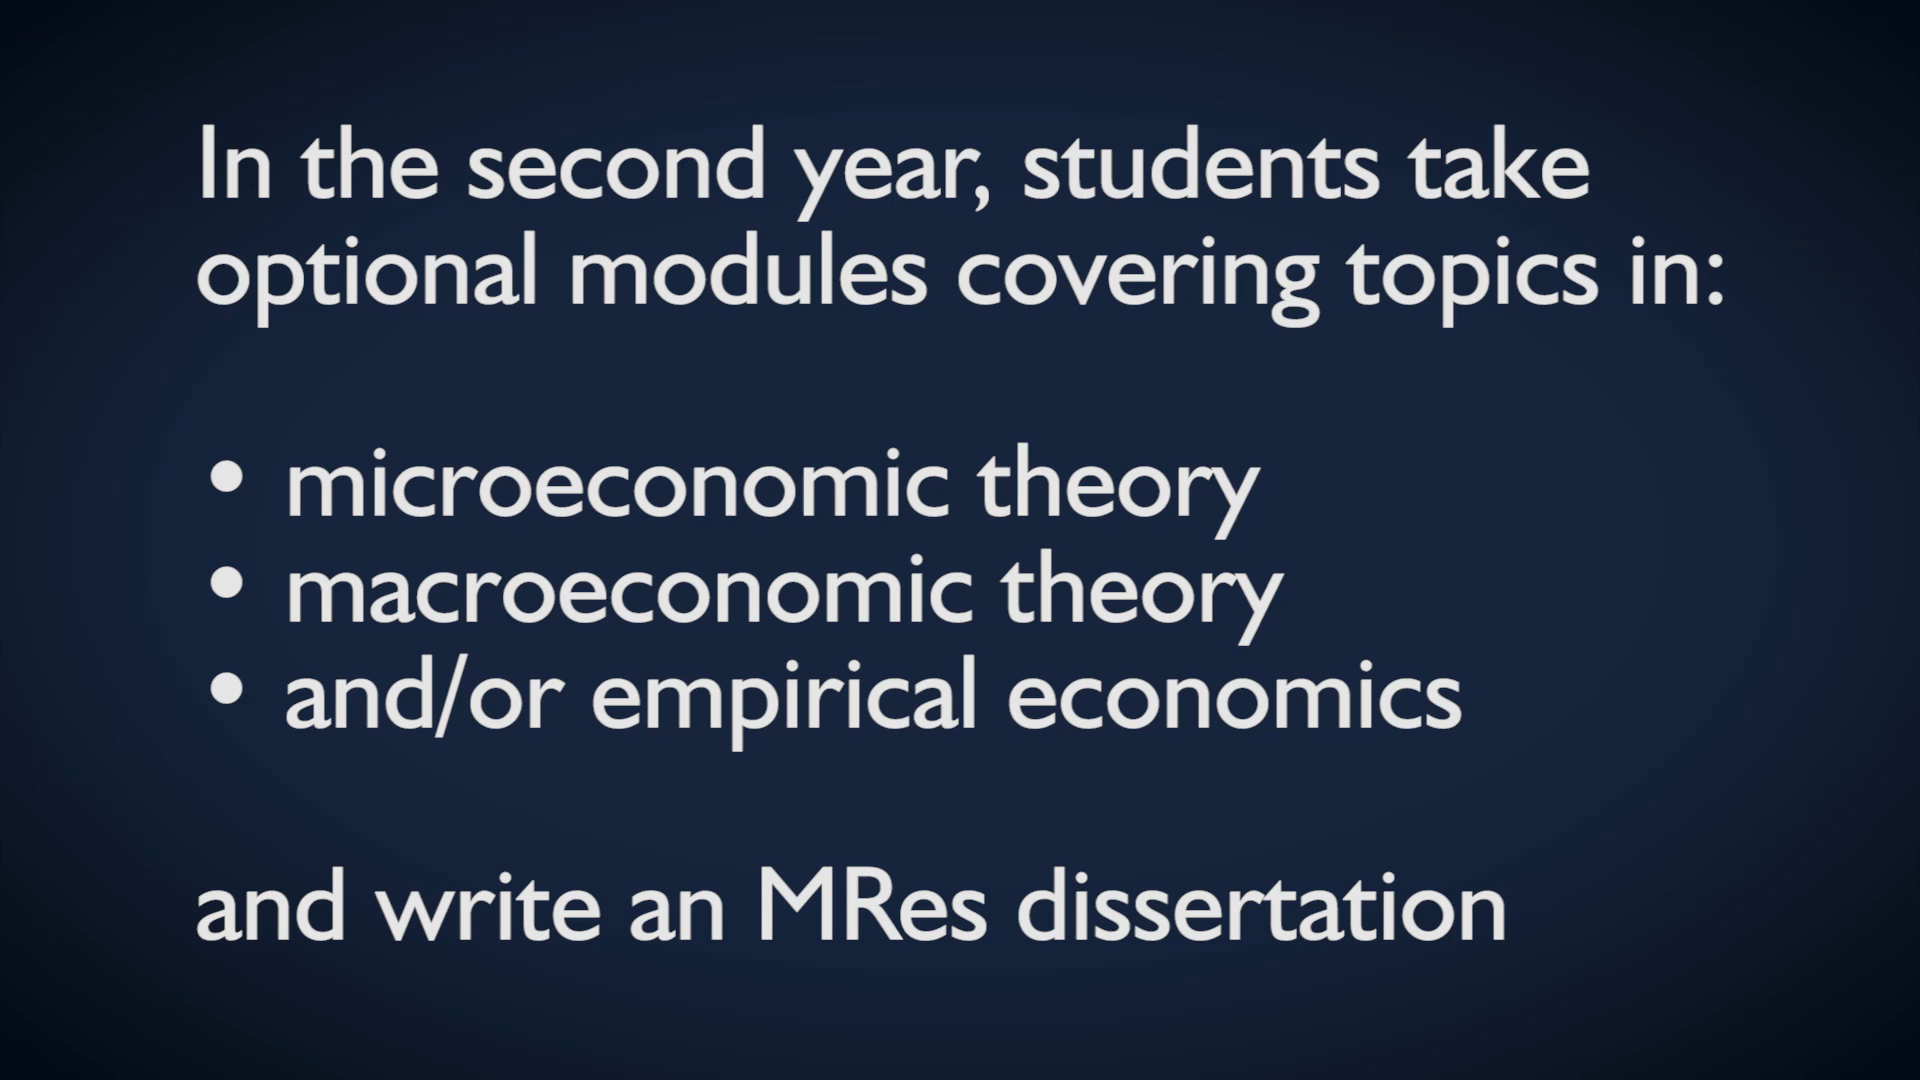 In the second year, students take
optional modules covering topics in:
• microeconomic theory
• macroeconomic theory
• and/or empirical economics
and write an MRes dissertation